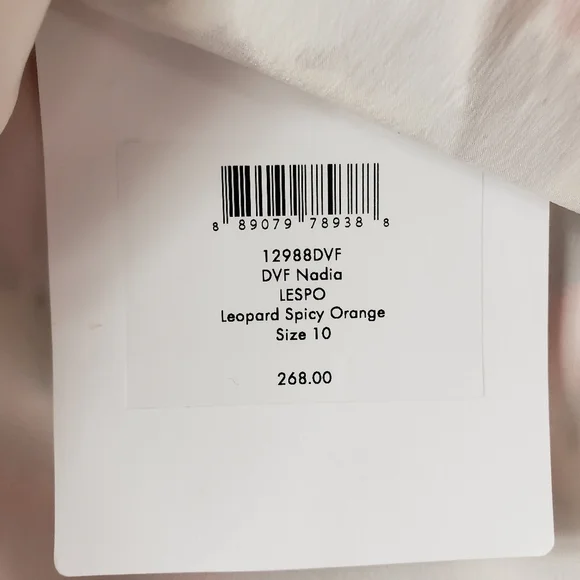 8 89079 78938 8
12988DVF
DVF Nadia
LESPO
Leopard Spicy Orange
Size 10
268.00